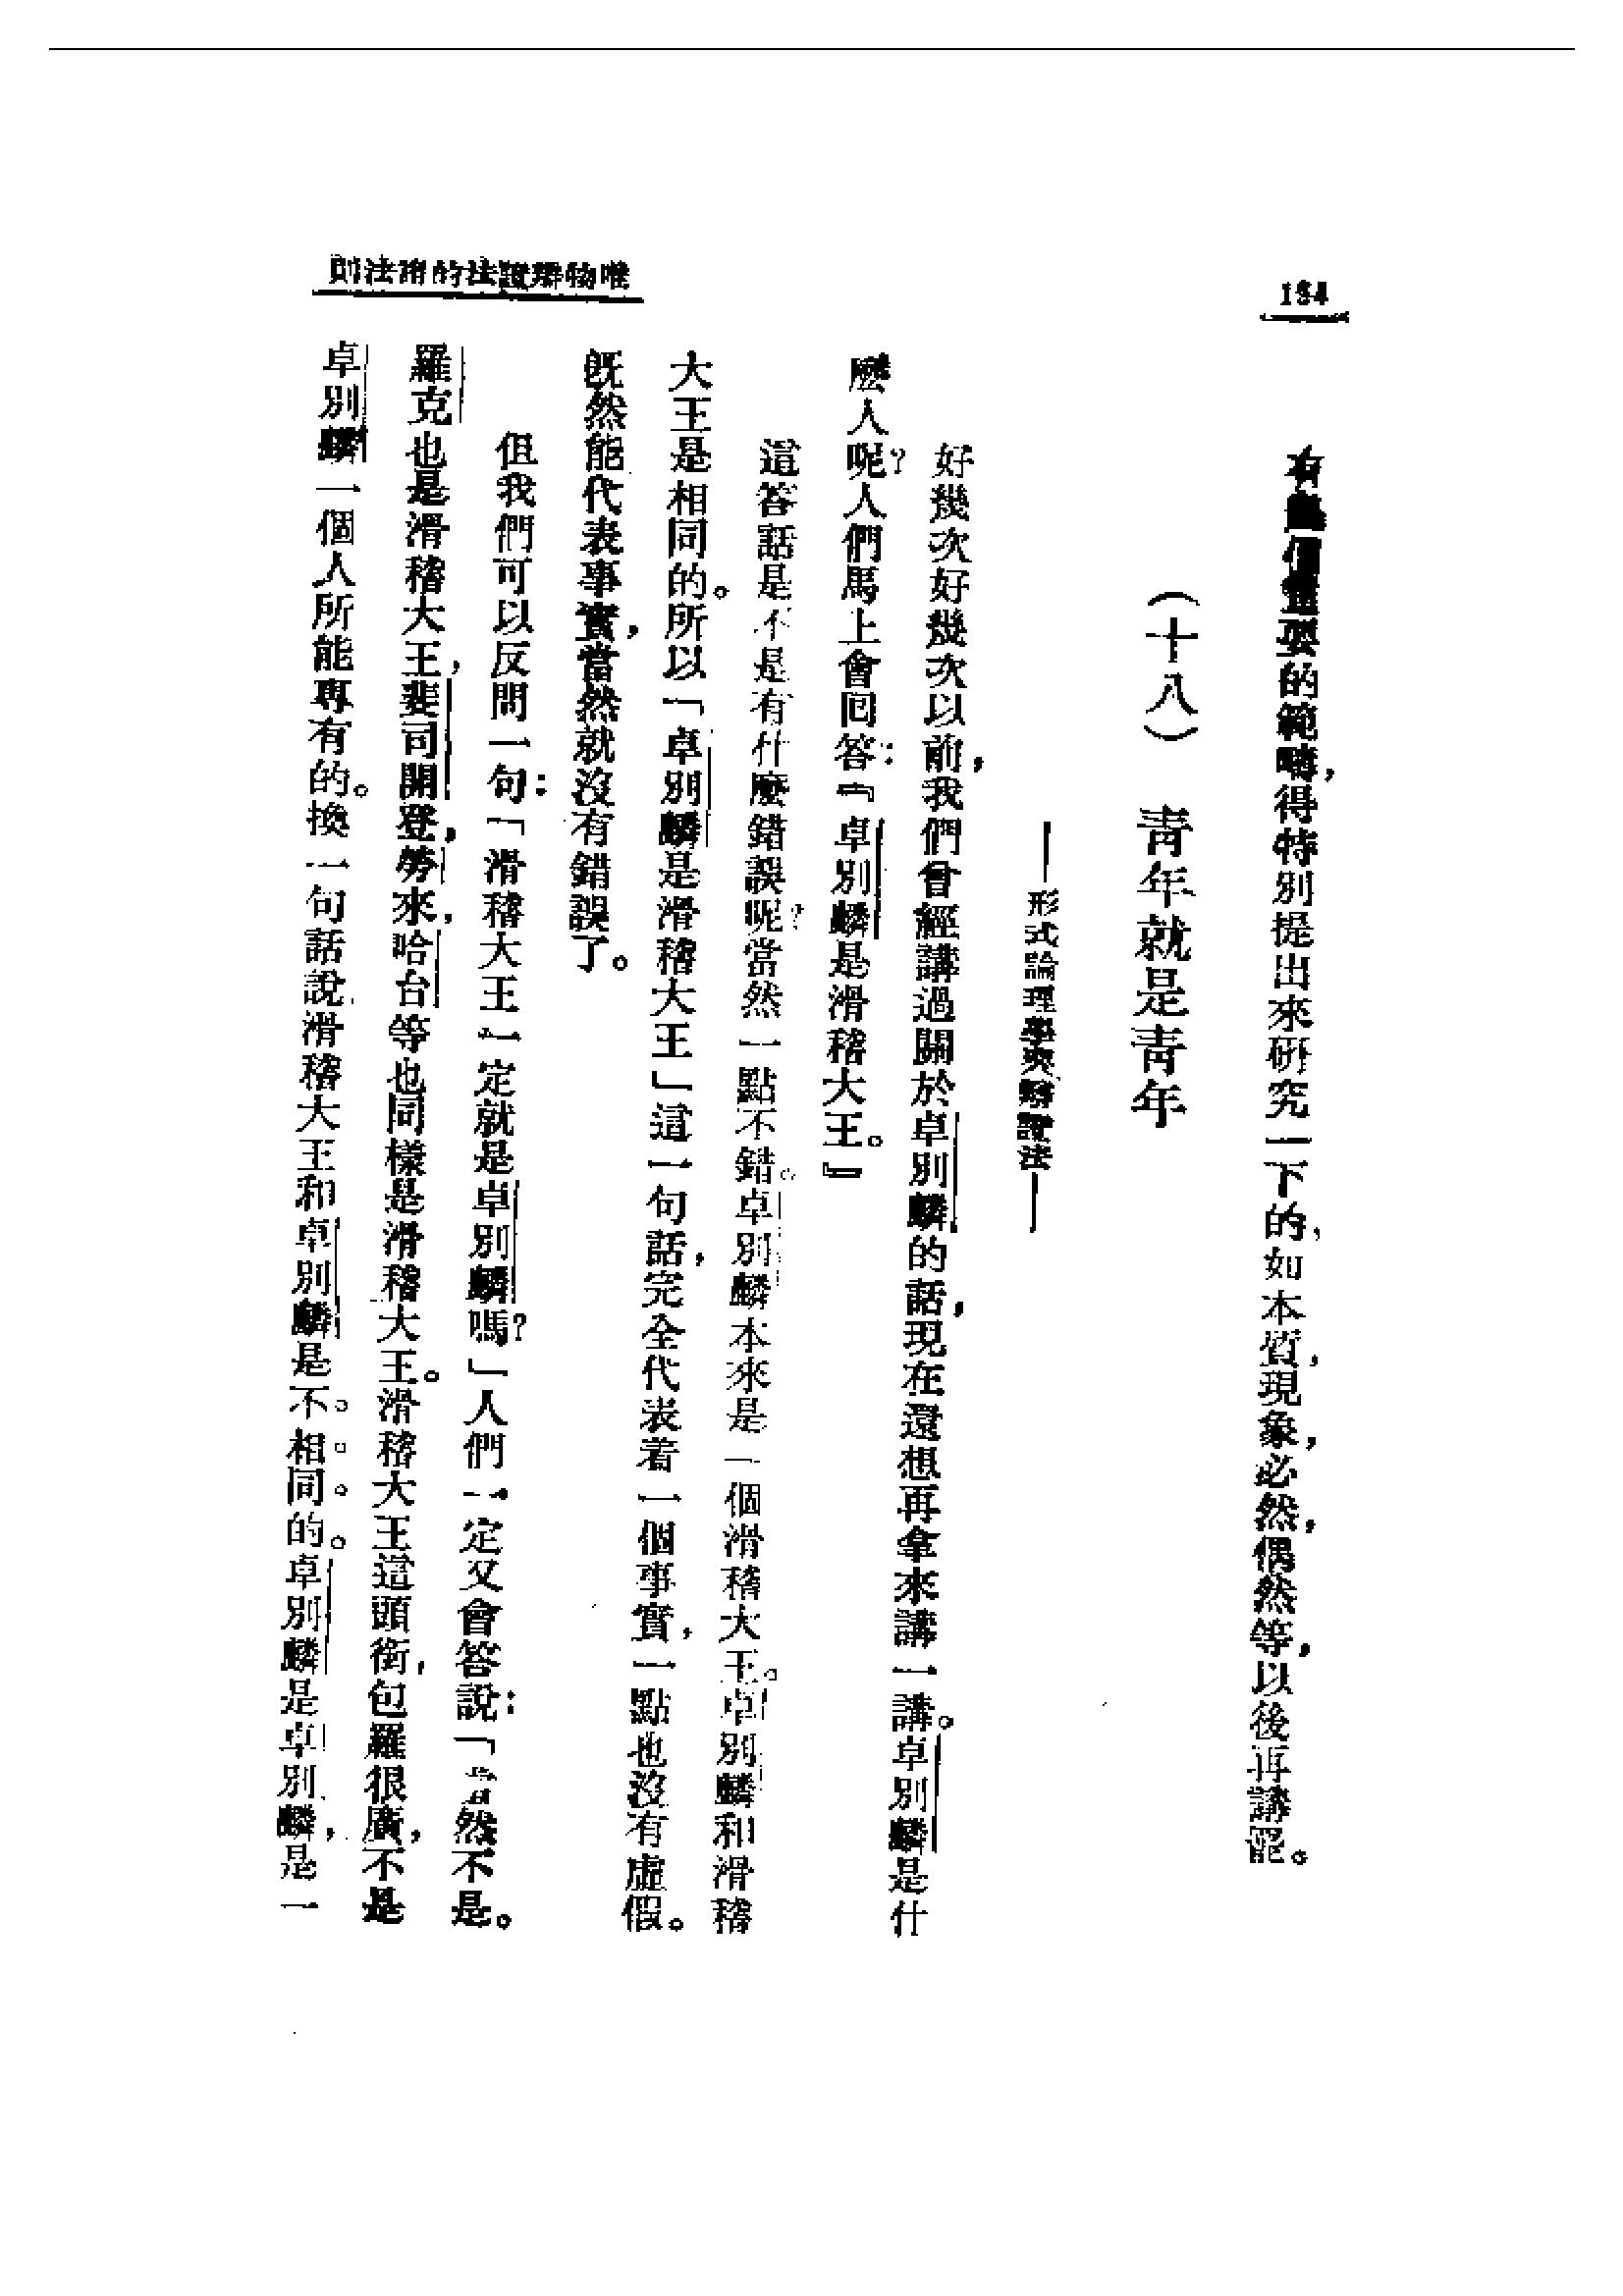 唯物辯證法的諸法則
134
有幾個重要的範疇,得特別提出來研究一下的,如本質,現象,必然,偶然等,以後再講罷。
(十八) 青年就是青年
——形式論理學與辯證法——
好幾次好幾次以前,我們曾經講過關於卓別麟的話,現在還想再拿來講一講。卓別麟是什
麼人呢?人們馬上會囘答:『卓別麟是滑稽大王。』
這答話是不是有什麼錯誤呢?當然一點不錯。卓別麟本來是一個滑稽大王。卓別麟和滑稽
大王是相同的。所以「卓別麟是滑稽大王」這一句話,完全代表着一個事實,一點也沒有虛假。
既然能代表事實,當然就沒有錯誤了。
但我們可以反問一句:「滑稽大王一定就是卓別麟嗎?」人們一定又會答說:「當然不是。
羅克也是滑稽大王,斐司開登,勞來,哈台等也同樣是滑稽大王。滑稽大王這頭銜,包羅很廣,不是
卓別麟一個人所能專有的。換一句話說,滑稽大王和卓別麟是不相同的。卓別麟是卓別麟,是一